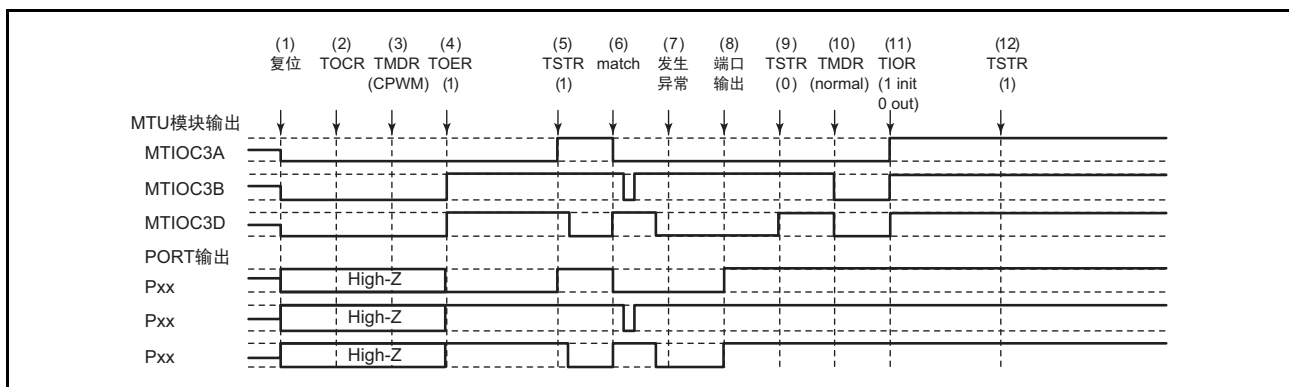 (1) (2) (3) (4) (5) (6) (7) (8) (9) (10) (11) (12)
复位 TOCR TMDR TOER TSTR match 发生 端口 TSTR TMDR TIOR TSTR
(CPWM) (1) (1) 异常 输出 (0) (normal) (1 init (1)
0 out)
MTU模块输出
MTIOC3A
MTIOC3B
MTIOC3D
PORT输出
Pxx High-Z
Pxx High-Z
Pxx High-Z